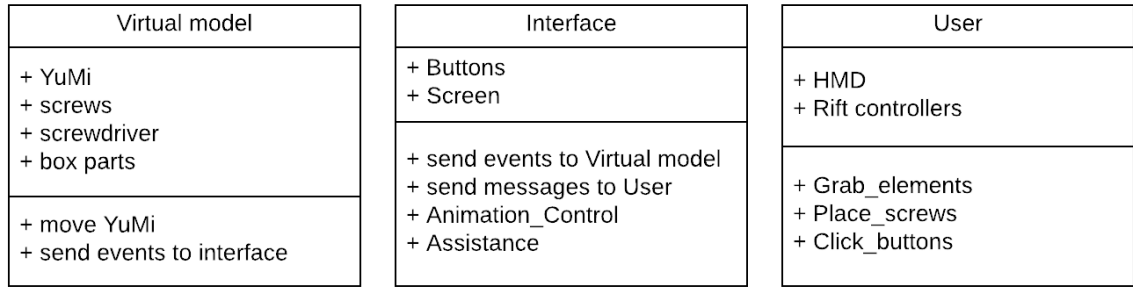 Virtual model
+ YuMi
+ screws
+ screwdriver
+ box parts
+ move YuMi
+ send events to interface
Interface
+ Buttons
+ Screen
+ send events to Virtual model
+ send messages to User
+ Animation_Control
+ Assistance
User
+ HMD
+ Rift controllers
+ Grab_elements
+ Place_screws
+ Click_buttons